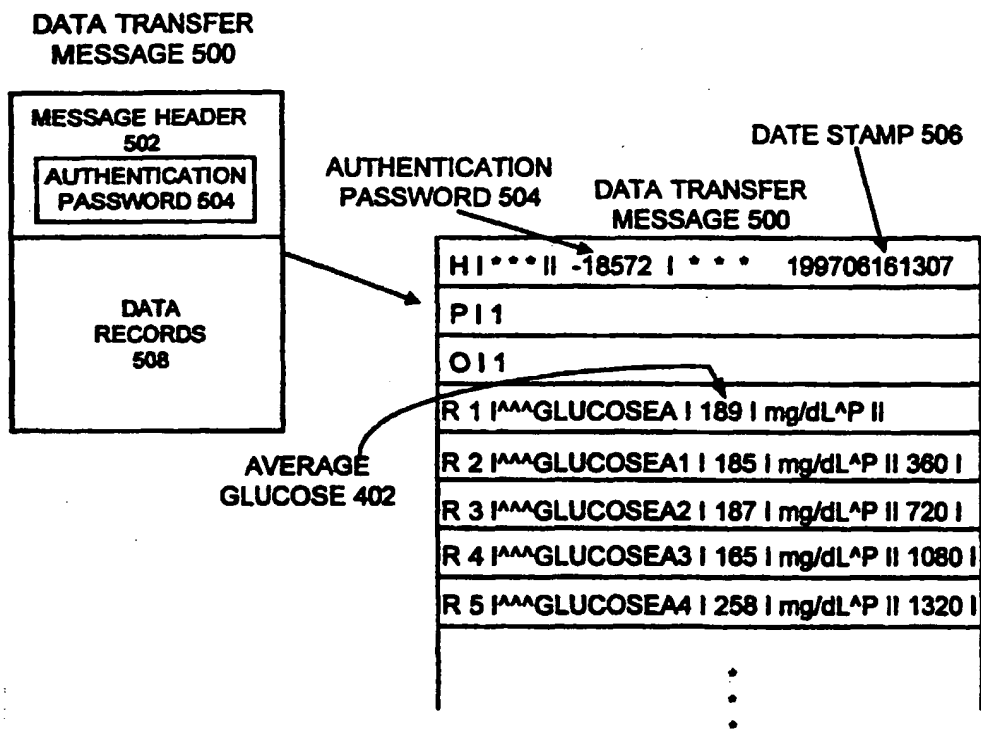 DATA TRANSFER
MESSAGE 500
MESSAGE HEADER
502
AUTHENTICATION
PASSWORD 504
DATA
RECORDS
508
AUTHENTICATION
PASSWORD 504
DATE STAMP 506
DATA TRANSFER
MESSAGE 500
H I * * * II -18572 I * * * 199706161307
P I 1
O I 1
R 1 I^^^GLUCOSEA I 189 I mg/dL^P II
R 2 I^^^GLUCOSEA1 I 185 I mg/dL^P II 360 I
R 3 I^^^GLUCOSEA2 I 187 I mg/dL^P II 720 I
R 4 I^^^GLUCOSEA3 I 165 I mg/dL^P II 1080 I
R 5 I^^^GLUCOSEA4 I 258 I mg/dL^P II 1320 I
AVERAGE
GLUCOSE 402